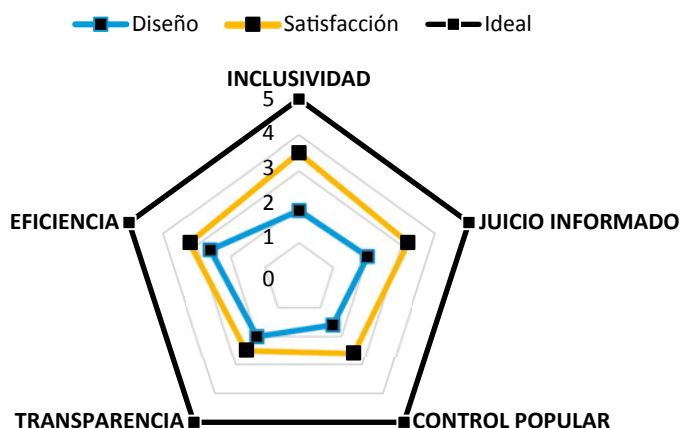 Diseño Satisfacción Ideal
INCLUSIVIDAD
5
4
3
2
1
0
EFICIENCIA
JUICIO INFORMADO
TRANSPARENCIA
CONTROL POPULAR